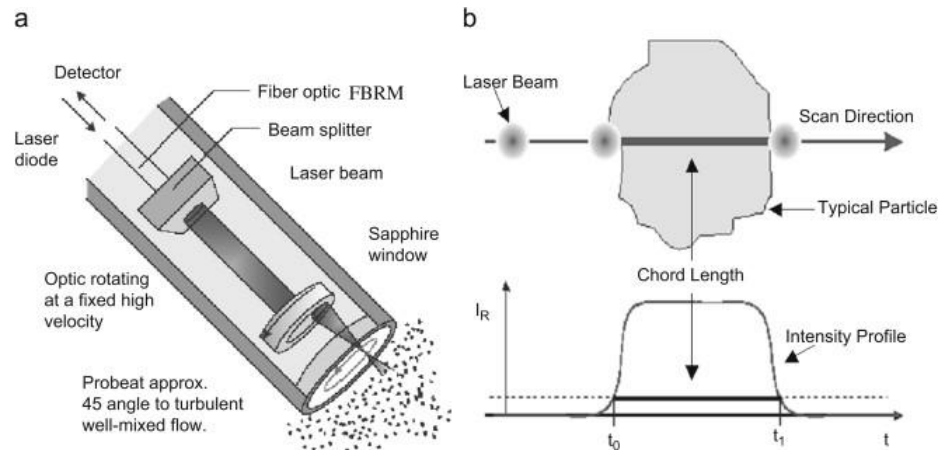 a
Detector
Fiber optic FBRM
Beam splitter
Laser
diode
Laser beam
Sapphire
window
Optic rotating
at a fixed high
velocity
Probeat approx.
45 angle to turbulent
well-mixed flow.
b
Laser Beam
Scan Direction
Typical Particle
Chord Length
I_R
Intensity Profile
t_0
t_1
t